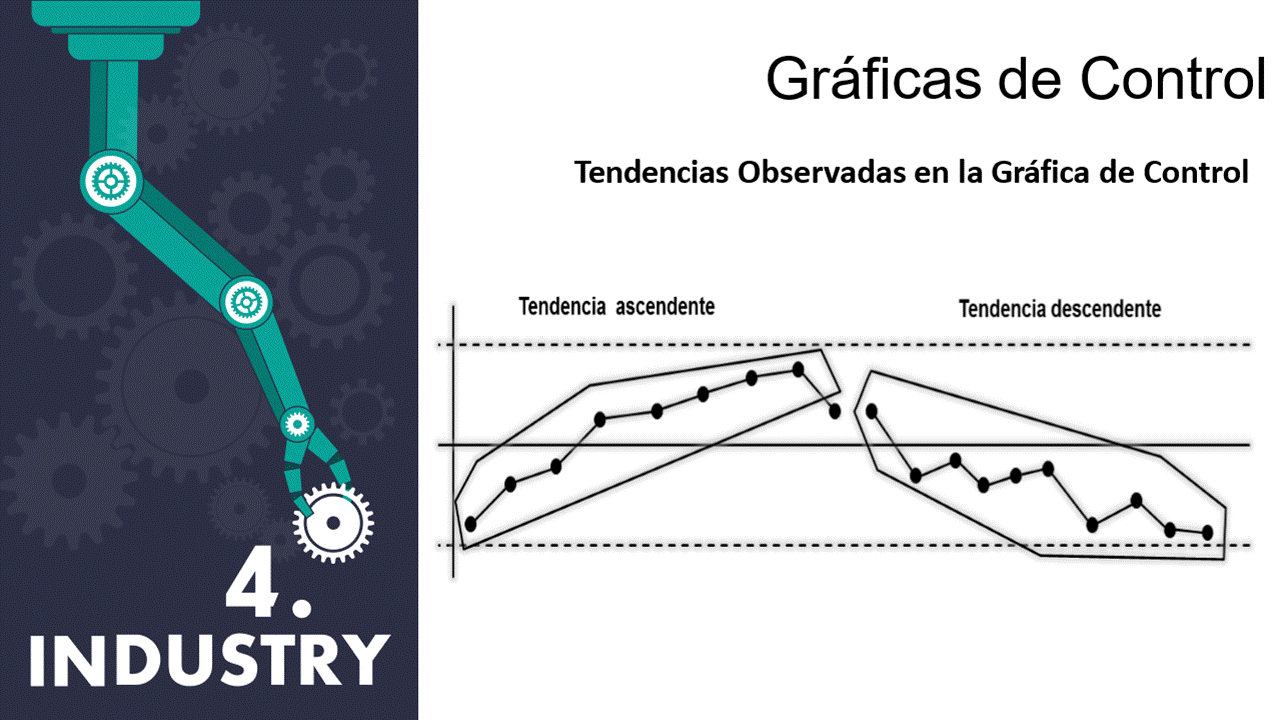 Gráficas de Control
Tendencias Observadas en la Gráfica de Control
Tendencia ascendente
Tendencia descendente
4.
INDUSTRY